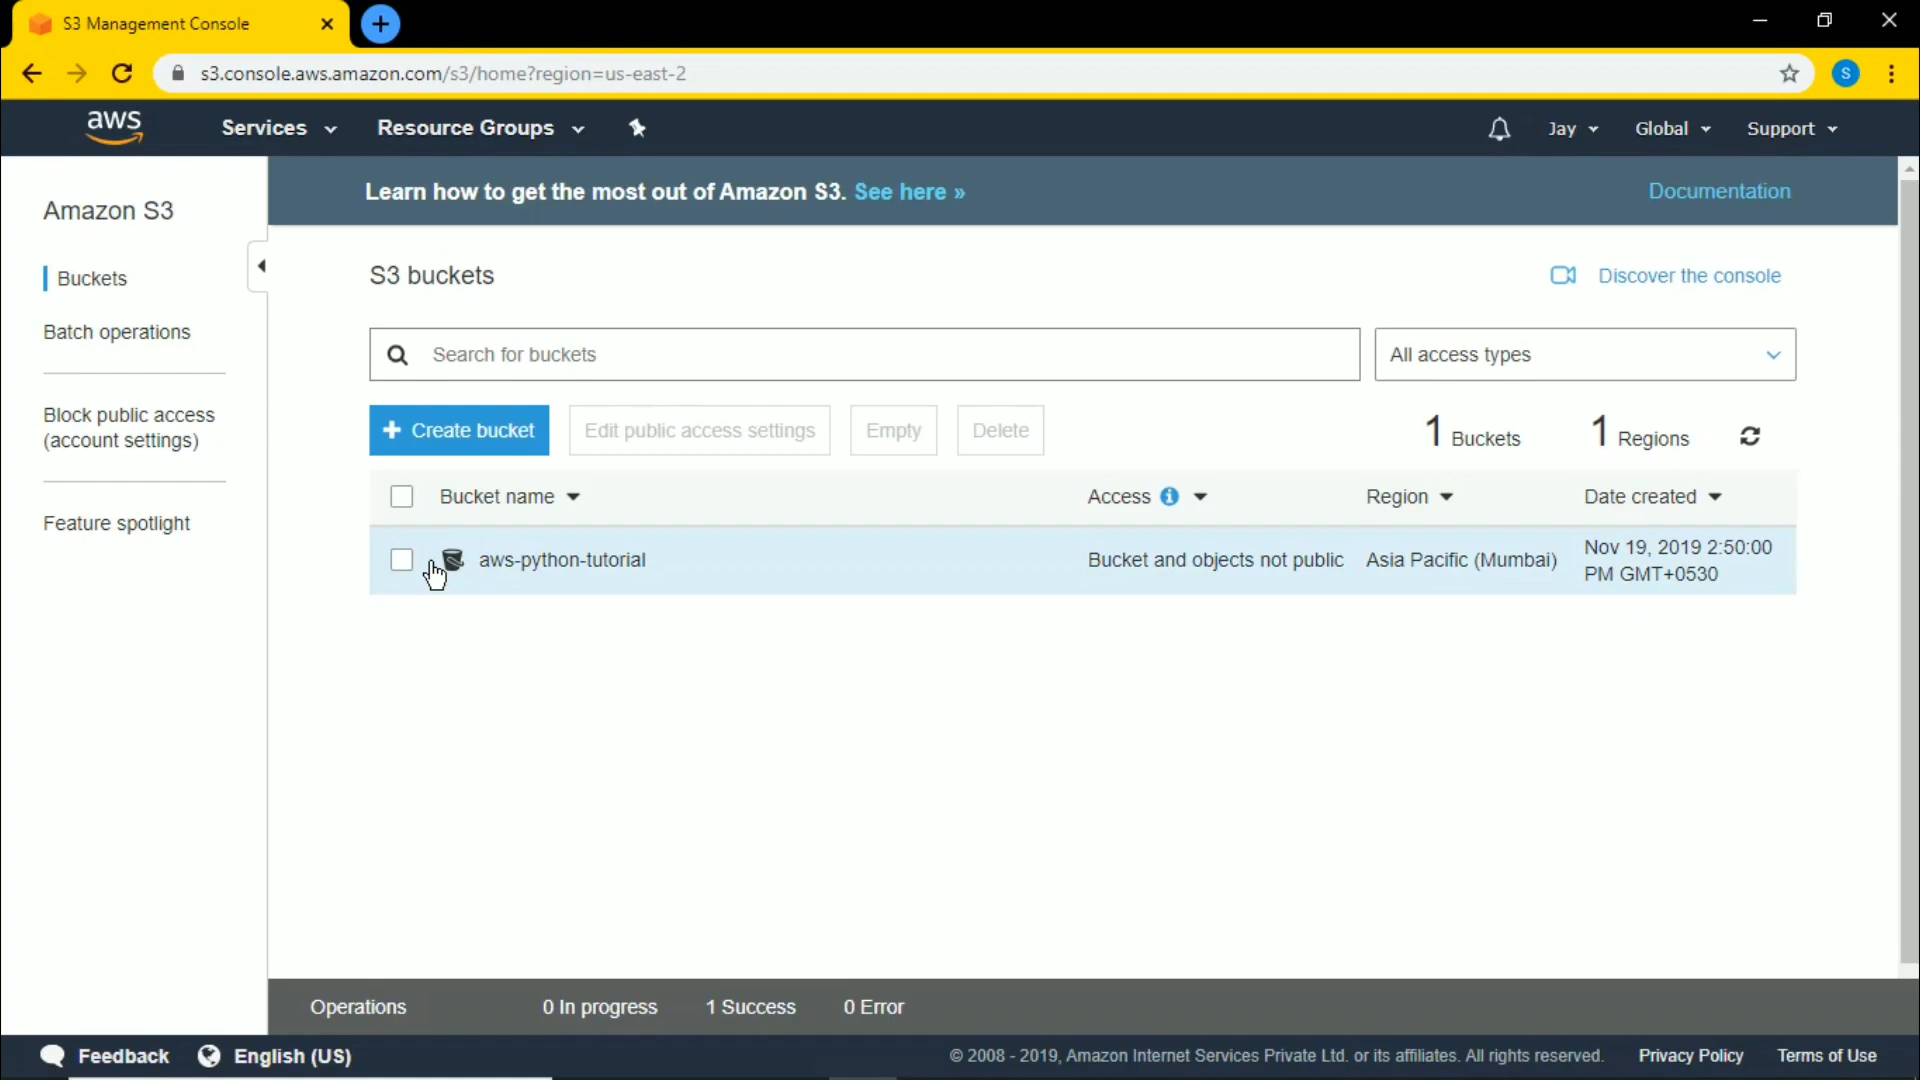 S3 Management Console
s3.console.aws.amazon.com/s3/home?region=us-east-2
S
aws
Services
Resource Groups
Jay
Global
Support
Amazon S3
Learn how to get the most out of Amazon S3. See here »
Documentation
Buckets
Batch operations
Block public access
(account settings)
Feature spotlight
S3 buckets
Discover the console
Search for buckets
All access types
+ Create bucket
Edit public access settings
Empty
Delete
1 Buckets
1 Regions
Bucket name
Access
Region
Date created
aws-python-tutorial
Bucket and objects not public
Asia Pacific (Mumbai)
Nov 19, 2019 2:50:00
PM GMT+0530
Operations
0 In progress
1 Success
0 Error
Feedback
English (US)
© 2008 - 2019, Amazon Internet Services Private Ltd. or its affiliates. All rights reserved.
Privacy Policy
Terms of Use